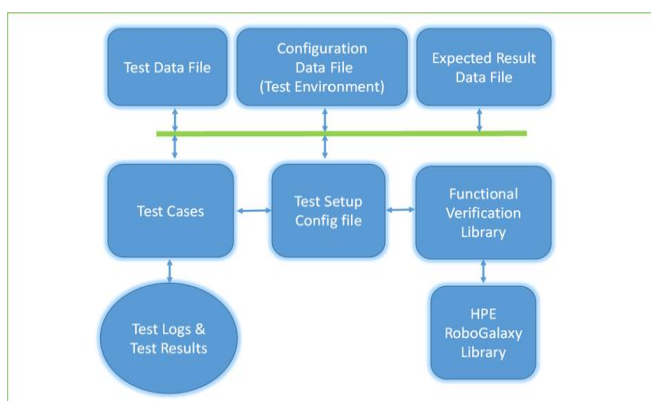 Test Data File
Configuration
Data File
(Test Environment)
Expected Result
Data File
Test Cases
Test Setup
Config file
Functional
Verification
Library
Test Logs &
Test Results
HPE
RoboGalaxy
Library